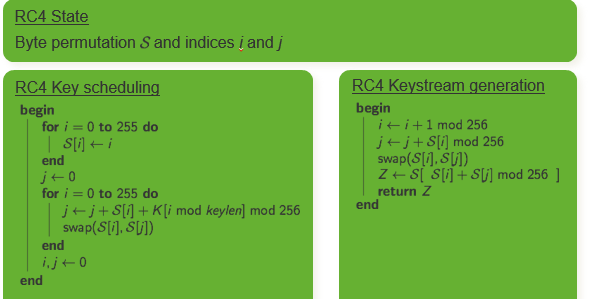 RC4 State
Byte permutation 𝒮 and indices i and j
RC4 Key scheduling
begin
for i = 0 to 255 do
𝒮[i] ← i
end
j ← 0
for i = 0 to 255 do
j ← j + 𝒮[i] + K[i mod keylen] mod 256
swap(𝒮[i], 𝒮[j])
end
i, j ← 0
end
RC4 Keystream generation
begin
i ← i + 1 mod 256
j ← j + 𝒮[i] mod 256
swap(𝒮[i], 𝒮[j])
Z ← 𝒮[ 𝒮[i] + 𝒮[j] mod 256 ]
return Z
end